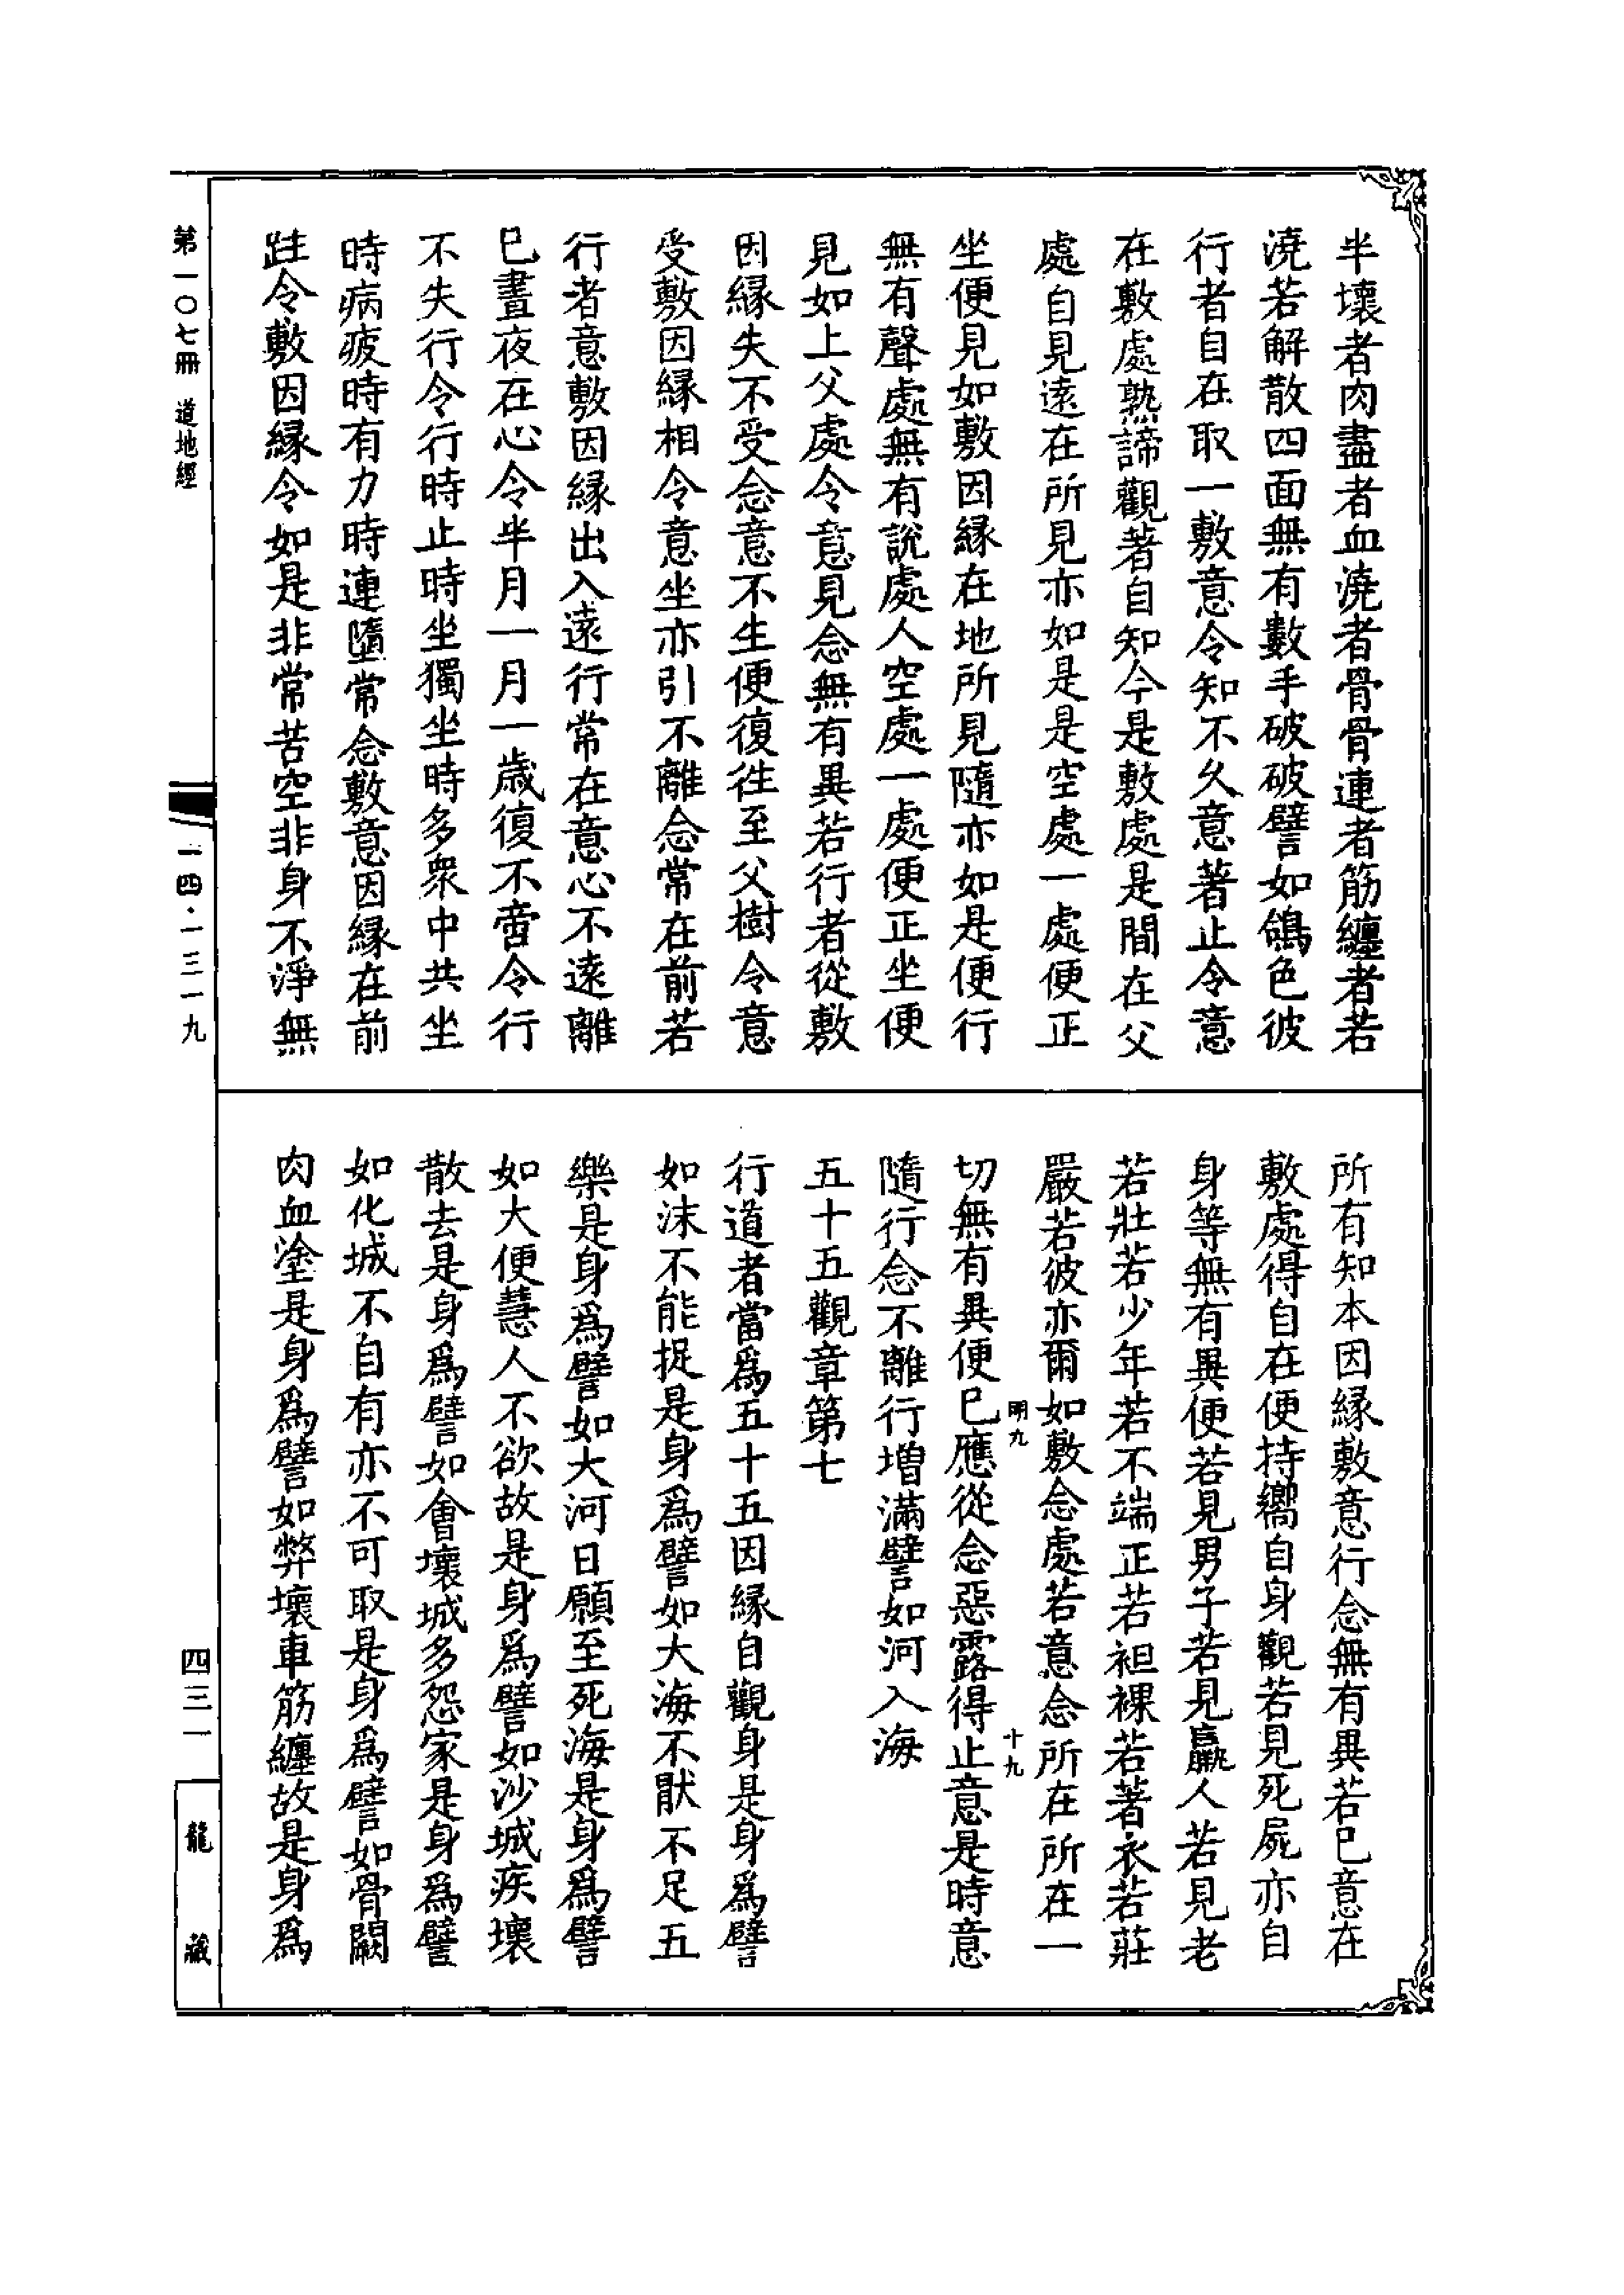 半壞者肉盡者血澆者骨骨連者筋纏者若
澆若解散四面無有數手破破譬如鴿色彼
行者自在取一敷意令知不久意著止令意
在敷處熟諦觀著自知今是敷處是間在父
處自見遠在所見亦如是是空處一處便正
坐便見如敷因緣在地所見隨亦如是便行
無有聲處無有說處人空處一處便正坐便
見如上父處令意見念無有異若行者從敷
因緣失不受念意不生便復徃至父樹令意
受敷因緣相令意坐亦引不離念常在前若
行者意敷因緣出入遠行常在意心不遠離
已晝夜在心令半月一月一歲復不啻令行
不失行令行時止時坐獨坐時多衆中共坐
時病疲時有力時連墮常念敷意因緣在前
跓令敷因緣令如是非常苦空非身不淨無
所有知本因緣敷意行念無有異若已意在
敷處得自在便持嚮自身觀若見死屍亦自
身等無有異便若見男子若見羸人若見老
若壯若少年若不端正若袒裸若著衣若莊
嚴若彼亦爾如敷念處若意念所在所在一
明九
十九
切無有異便已應從念惡露得止意是時意
隨行念不離行增滿譬如河入海
五十五觀章第七
行道者當爲五十五因緣自觀身是身爲譬
如沫不能捉是身爲譬如大海不猒不足五
樂是身爲譬如大河日願至死海是身爲譬
如大便慧人不欲故是身爲譬如沙城疾壞
散去是身爲譬如會壞城多怨家是身爲譬
如化城不自有亦不可取是身爲譬如骨關
肉血塗是身爲譬如弊壞車筋纏故是身爲
第一〇七冊 道地經
一四·一三一九
四三一
龍藏